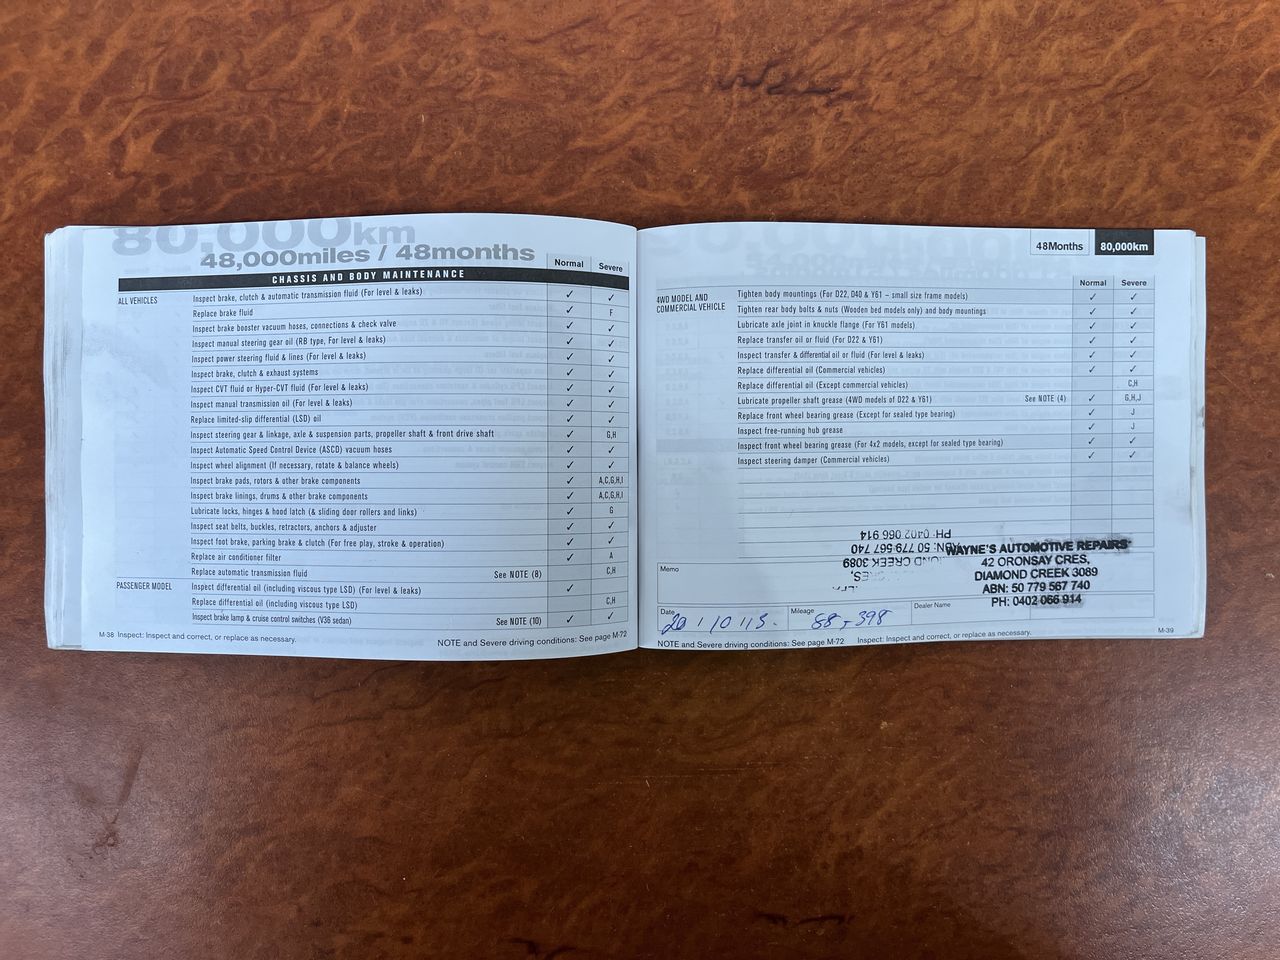 80,000km
48,000miles / 48months
CHASSIS AND BODY MAINTENANCE
Normal Severe
ALL VEHICLES
Inspect brake, clutch & automatic transmission fluid (For level & leaks) ✓ ✓
Replace brake fluid ✓ F
Inspect brake booster vacuum hoses, connections & check valve ✓ ✓
Inspect manual steering gear oil (RB type, For level & leaks) ✓ ✓
Inspect power steering fluid & lines (For level & leaks) ✓ ✓
Inspect brake, clutch & exhaust systems ✓ ✓
Inspect CVT fluid or Hyper-CVT fluid (For level & leaks) ✓ ✓
Inspect manual transmission oil (For level & leaks) ✓ ✓
Replace limited-slip differential (LSD) oil ✓ ✓
Inspect steering gear & linkage, axle & suspension parts, propeller shaft & front drive shaft ✓ G,H
Inspect Automatic Speed Control Device (ASCD) vacuum hoses ✓ ✓
Inspect wheel alignment (If necessary, rotate & balance wheels) ✓ ✓
Inspect brake pads, rotors & other brake components ✓ A,C,G,H,I
Inspect brake linings, drums & other brake components ✓ A,C,G,H,I
Lubricate locks, hinges & hood latch (& sliding door rollers and links) ✓ G
Inspect seat belts, buckles, retractors, anchors & adjuster ✓ ✓
Inspect foot brake, parking brake & clutch (For free play, stroke & operation) ✓ ✓
Replace air conditioner filter ✓ A
Replace automatic transmission fluid See NOTE (8) C,H
PASSENGER MODEL
Inspect differential oil (including viscous type LSD) (For level & leaks) ✓
Replace differential oil (including viscous type LSD) C,H
Inspect brake lamp & cruise control switches (V36 sedan) See NOTE (10) ✓ ✓
M-38 Inspect: Inspect and correct, or replace as necessary. NOTE and Severe driving conditions: See page M-72
48Months 80,000km
Normal Severe
4WD MODEL AND
COMMERCIAL VEHICLE
Tighten body mountings (For D22, D40 & Y61 – small size frame models) ✓ ✓
Tighten rear body bolts & nuts (Wooden bed models only) and body mountings ✓ ✓
Lubricate axle joint in knuckle flange (For Y61 models) ✓ ✓
Replace transfer oil or fluid (For D22 & Y61) ✓ ✓
Inspect transfer & differential oil or fluid (For level & leaks) ✓ ✓
Replace differential oil (Commercial vehicles) ✓ ✓
Replace differential oil (Except commercial vehicles) C,H
Lubricate propeller shaft grease (4WD models of D22 & Y61) See NOTE (4) ✓ G,H,J
Replace front wheel bearing grease (Except for sealed type bearing) ✓ J
Inspect free-running hub grease ✓ J
Inspect front wheel bearing grease (For 4x2 models, except for sealed type bearing) ✓ ✓
Inspect steering damper (Commercial vehicles) ✓ ✓
PH: 0402 066 914
ABN: 50 779 567 740
CREEK 3089
WAYNE'S AUTOMOTIVE REPAIRS
42 ORONSAY CRES,
DIAMOND CREEK 3089
ABN: 50 779 567 740
PH: 0402 066 914
Memo
Date 20 / 10 / 15. Mileage 88-398 Dealer Name
NOTE and Severe driving conditions: See page M-72 Inspect: Inspect and correct, or replace as necessary. M-39